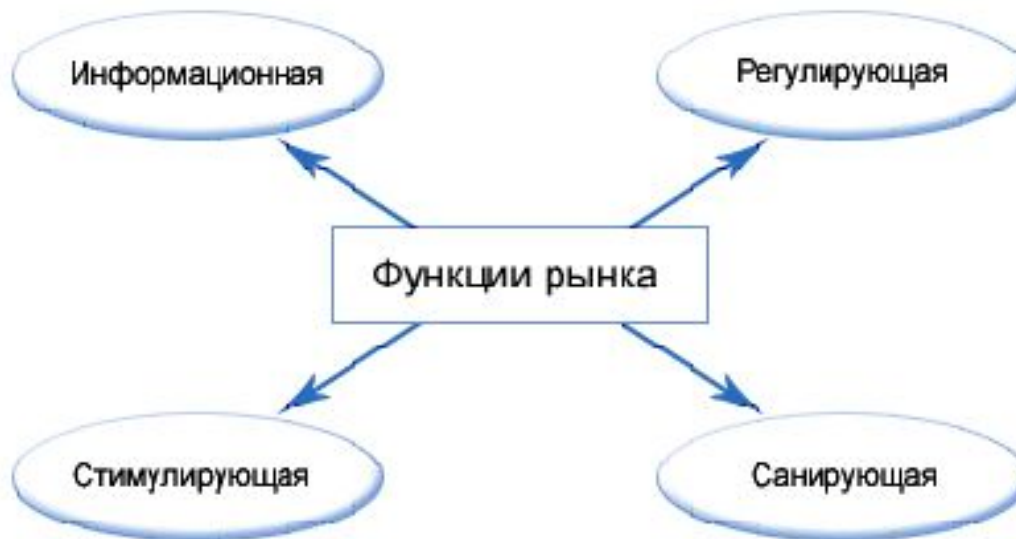 Информационная
Регулирующая
Функции рынка
Стимулирующая
Санирующая